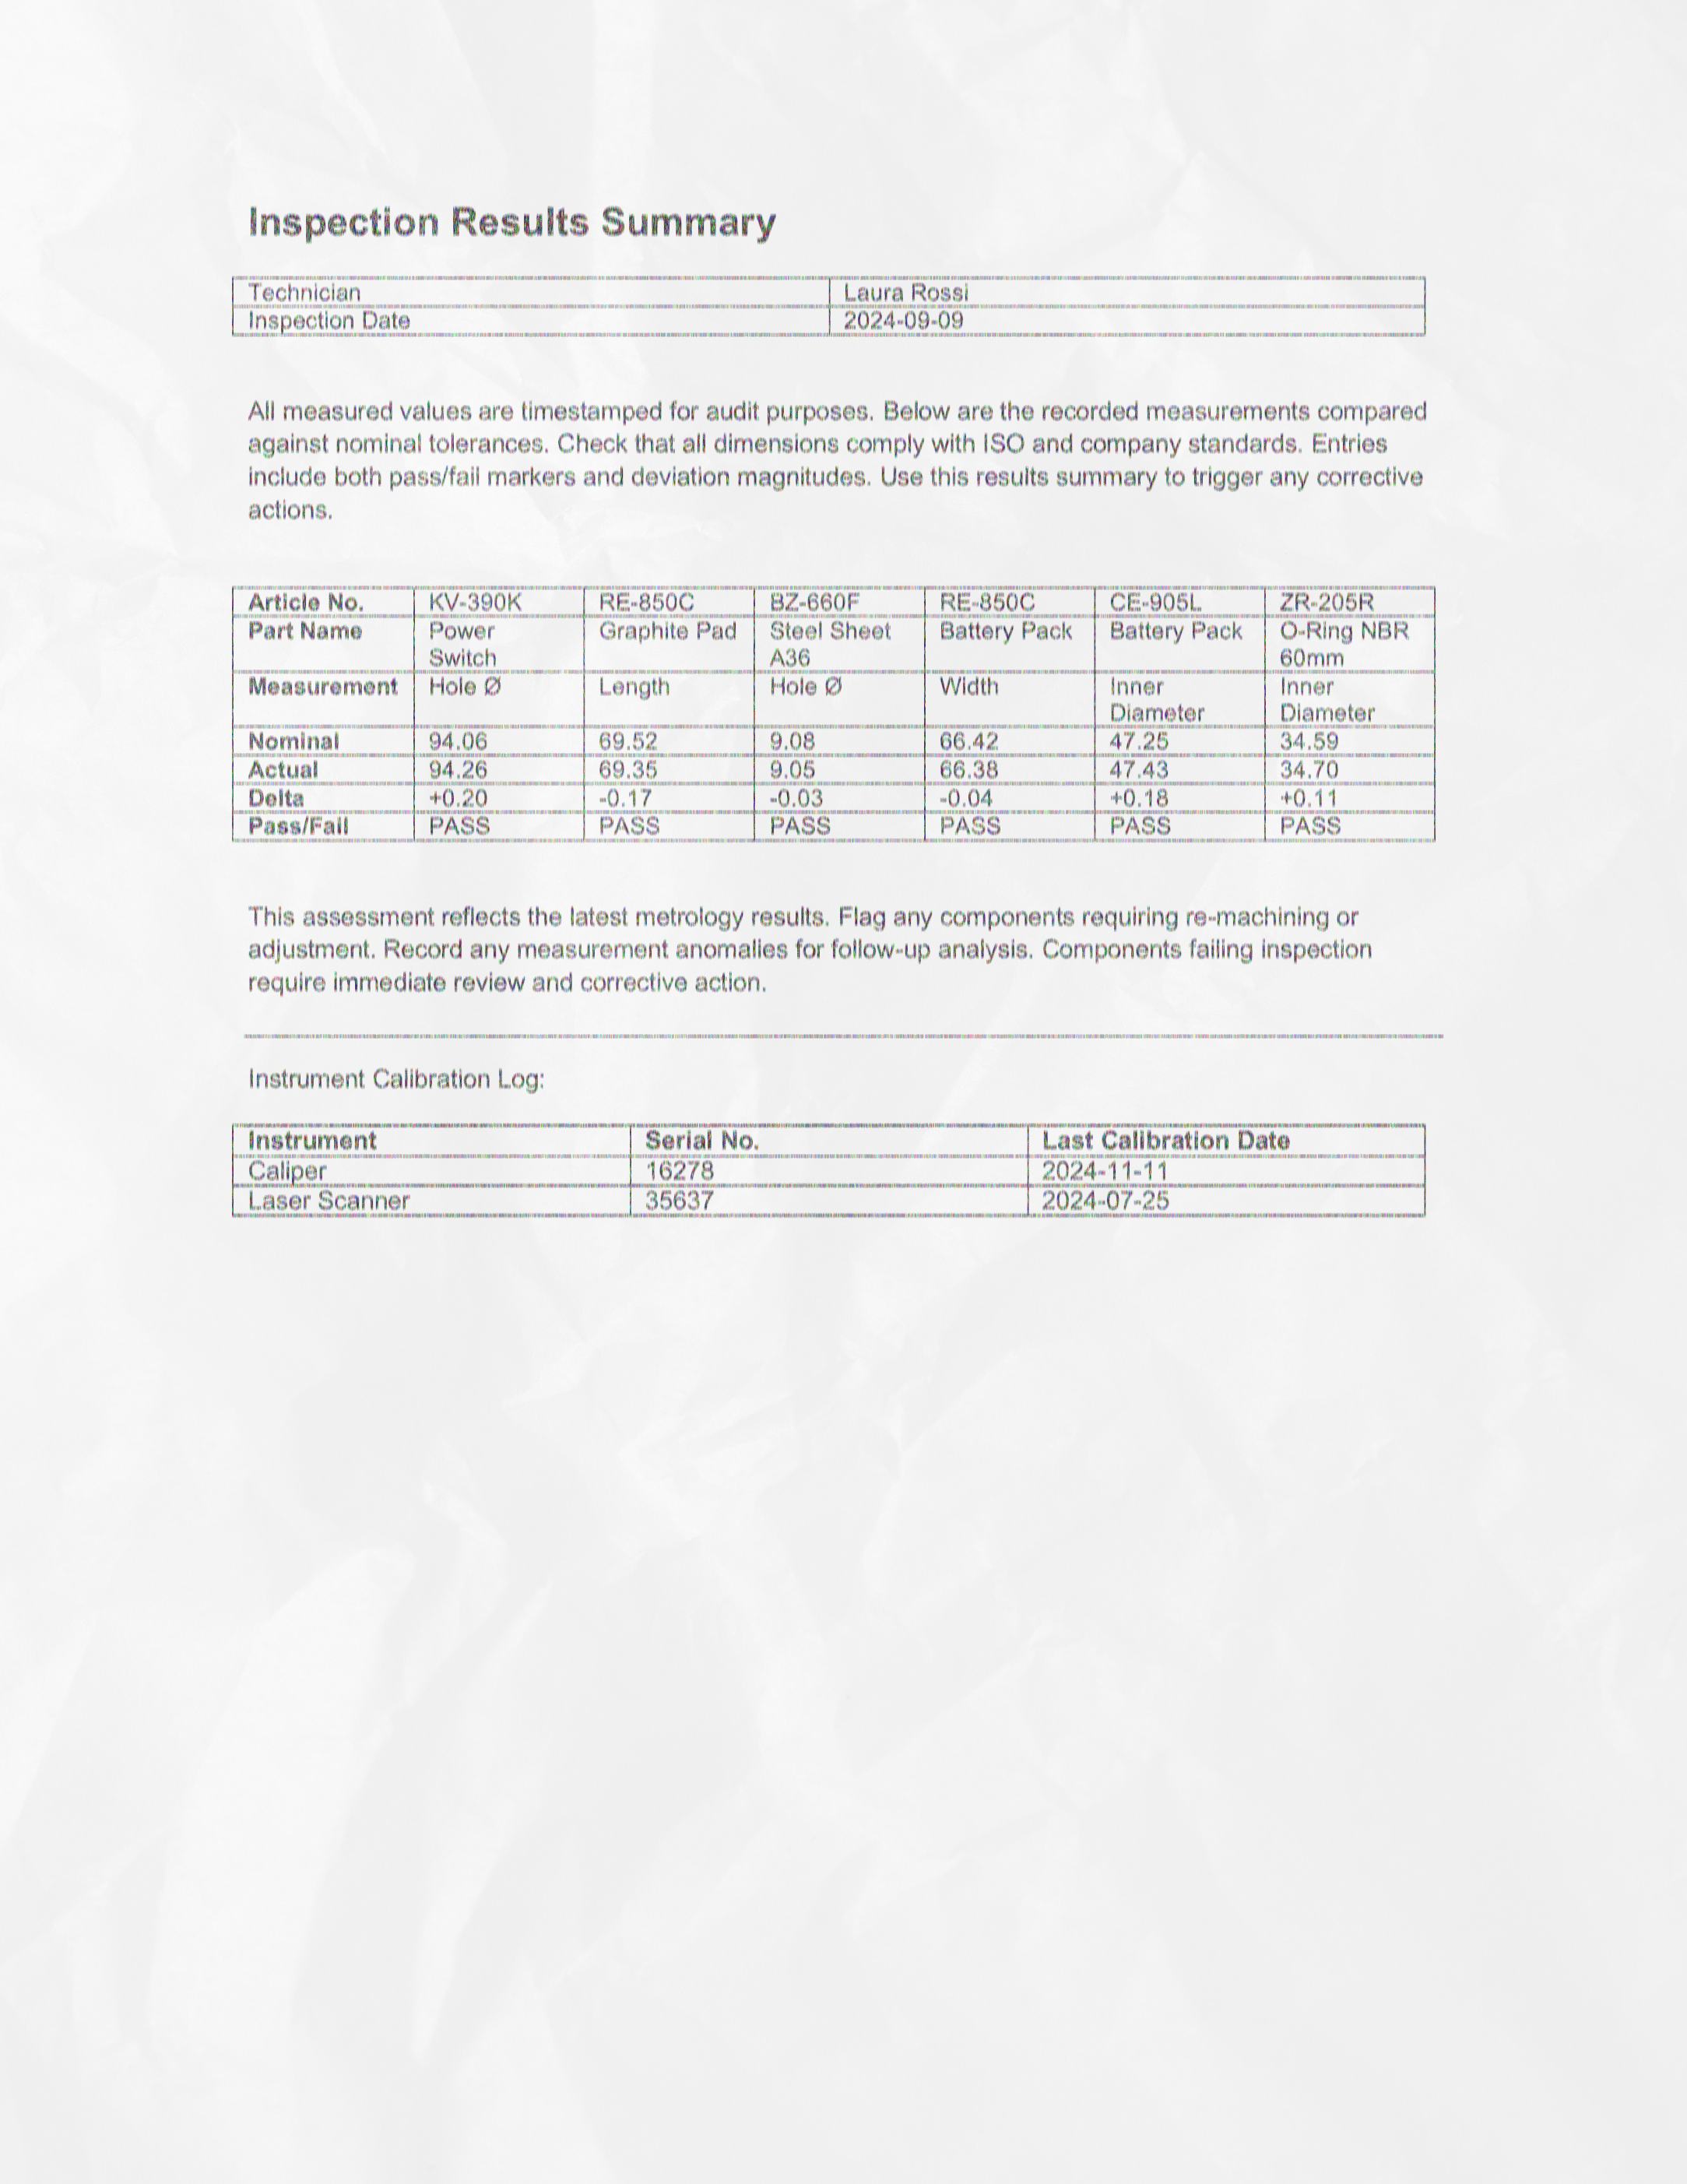 Inspection Results Summary
Technician Laura Rossi
Inspection Date 2024-09-09
All measured values are timestamped for audit purposes. Below are the recorded measurements compared
against nominal tolerances. Check that all dimensions comply with ISO and company standards. Entries
include both pass/fail markers and deviation magnitudes. Use this results summary to trigger any corrective
actions.
Article No. KV-390K RE-850C BZ-660F RE-850C CE-905L ZR-205R
Part Name Power Graphite Pad Steel Sheet Battery Pack Battery Pack O-Ring NBR
Switch A36 60mm
Measurement Hole Ø Length Hole Ø Width Inner Inner
Diameter Diameter
Nominal 94.06 69.52 9.08 66.42 47.25 34.59
Actual 94.26 69.35 9.05 66.38 47.43 34.70
Delta +0.20 -0.17 -0.03 -0.04 +0.18 +0.11
Pass/Fail PASS PASS PASS PASS PASS PASS
This assessment reflects the latest metrology results. Flag any components requiring re-machining or
adjustment. Record any measurement anomalies for follow-up analysis. Components failing inspection
require immediate review and corrective action.
Instrument Calibration Log:
Instrument Serial No. Last Calibration Date
Caliper 16278 2024-11-11
Laser Scanner 35637 2024-07-25